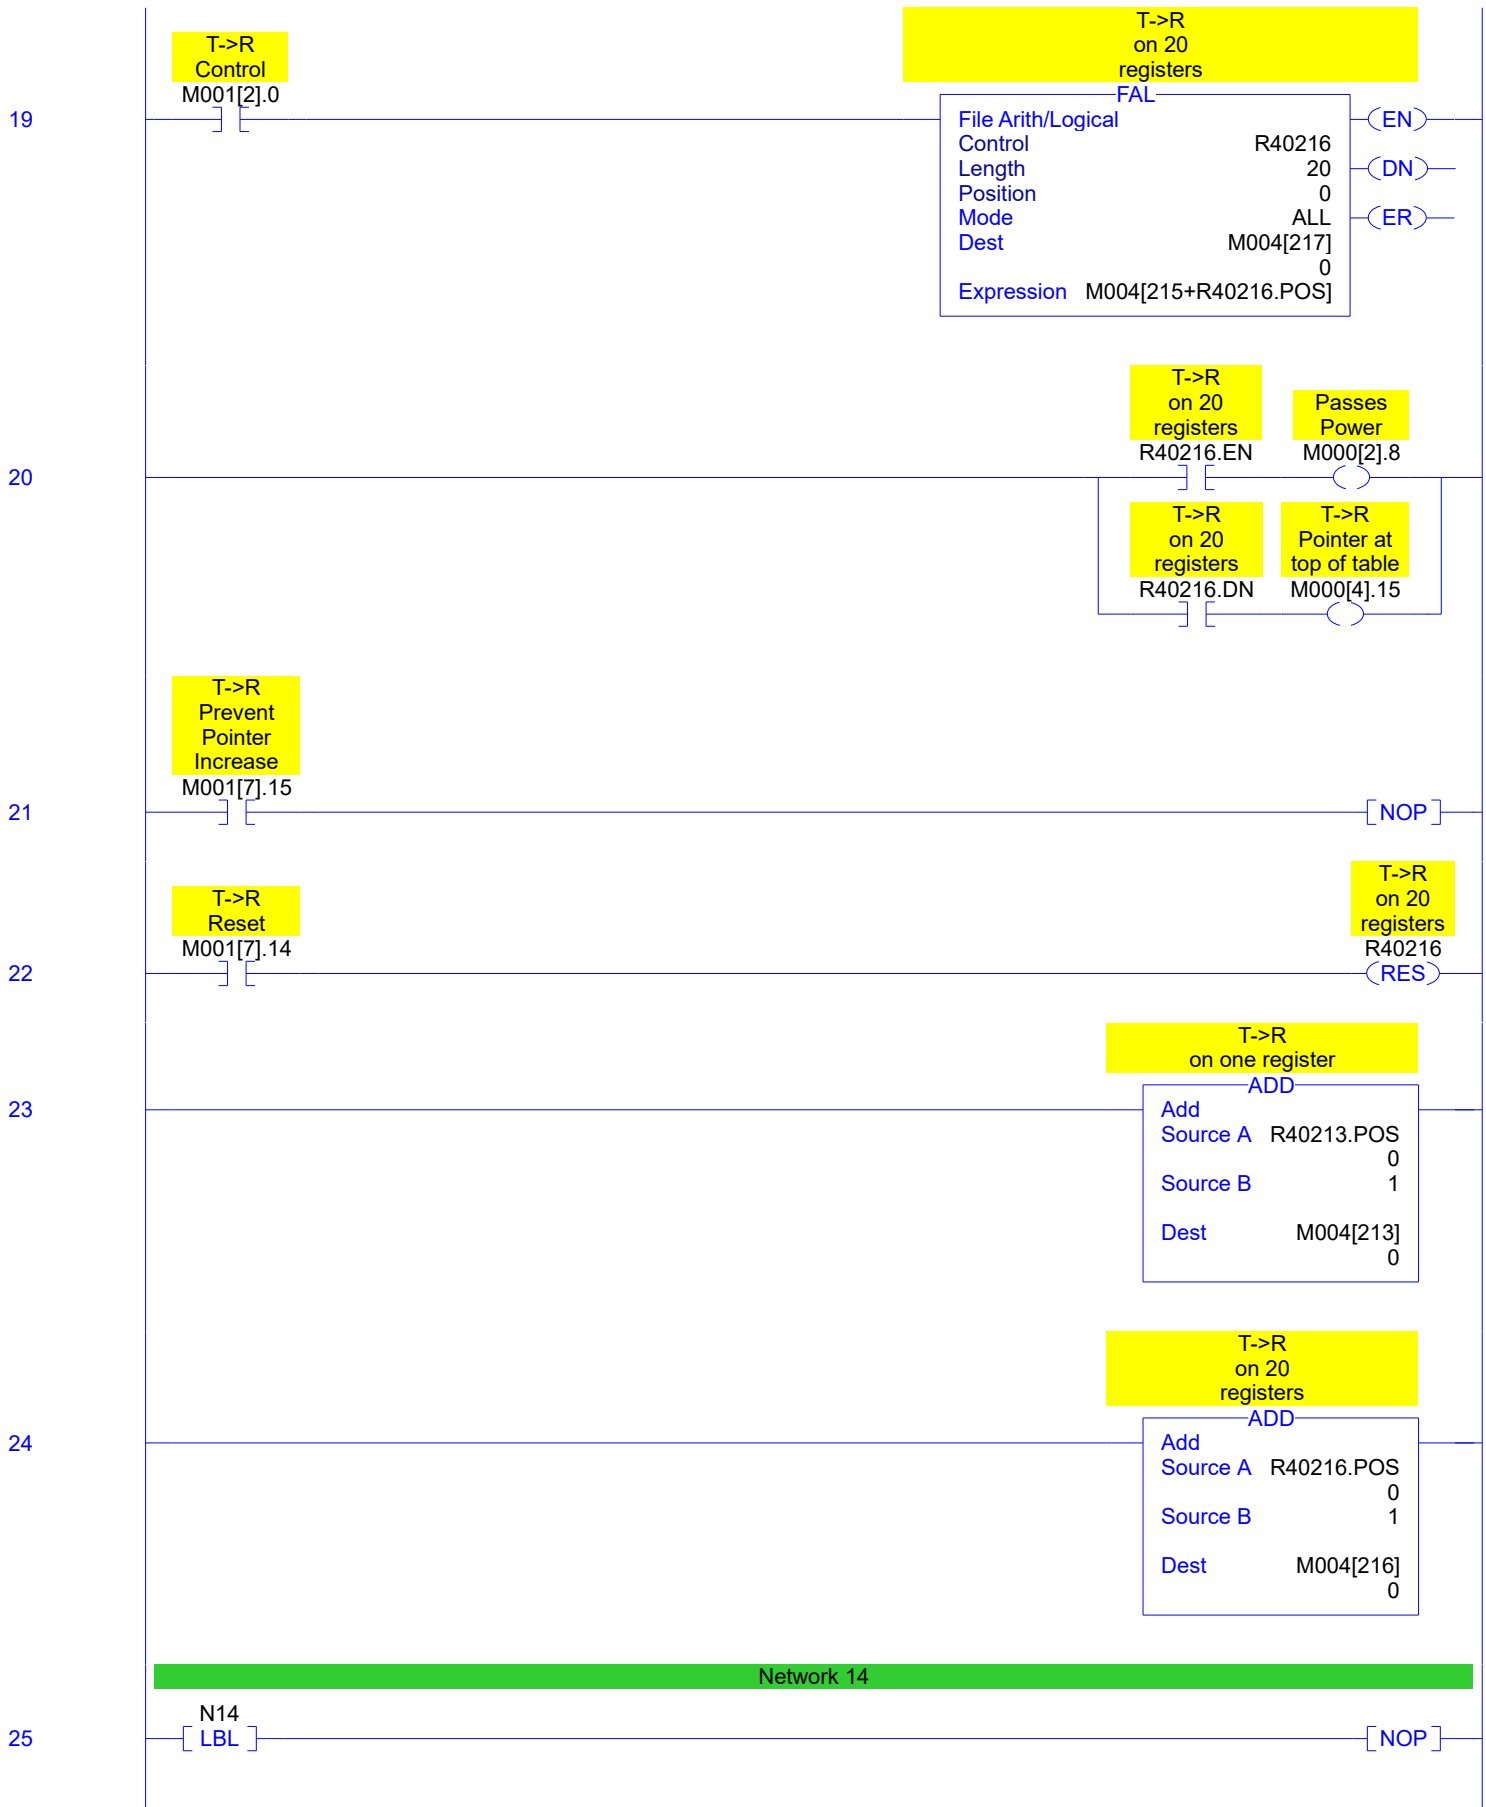 T->R
on 20
registers
T->R
Control
M001[2].0
19
FAL
File Arith/Logical
EN
Control R40216
Length 20
DN
Position 0
Mode ALL
ER
Dest M004[217]
0
Expression M004[215+R40216.POS]
T->R
on 20
registers
R40216.EN
Passes
Power
M000[2].8
20
T->R
on 20
registers
R40216.DN
T->R
Pointer at
top of table
M000[4].15
T->R
Prevent
Pointer
Increase
M001[7].15
21
NOP
T->R
Reset
M001[7].14
T->R
on 20
registers
R40216
22
RES
T->R
on one register
ADD
23
Add
Source A R40213.POS
0
Source B 1
Dest M004[213]
0
T->R
on 20
registers
ADD
24
Add
Source A R40216.POS
0
Source B 1
Dest M004[216]
0
Network 14
N14
25
LBL
NOP